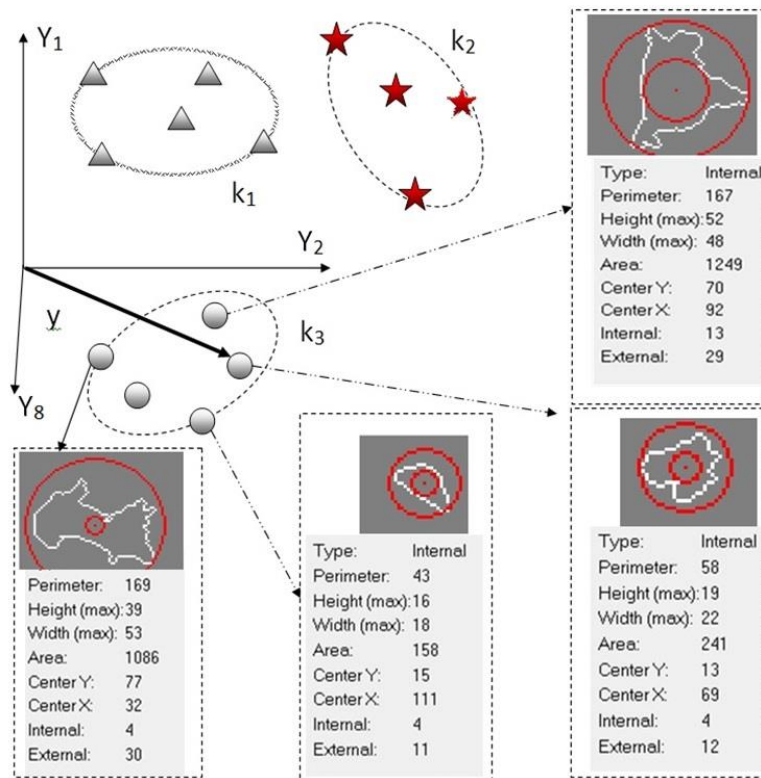 Y1
k2
k1
Y2
y
k3
Y8
Type: Internal
Perimeter: 167
Height (max): 52
Width (max): 48
Area: 1249
Center Y: 70
Center X: 92
Internal: 13
External: 29
Perimeter: 169
Height (max): 39
Width (max): 53
Area: 1086
Center Y: 77
Center X: 32
Internal: 4
External: 30
Type: Internal
Perimeter: 43
Height (max): 16
Width (max): 18
Area: 158
Center Y: 15
Center X: 111
Internal: 4
External: 11
Type: Internal
Perimeter: 58
Height (max): 19
Width (max): 22
Area: 241
Center Y: 13
Center X: 69
Internal: 4
External: 12